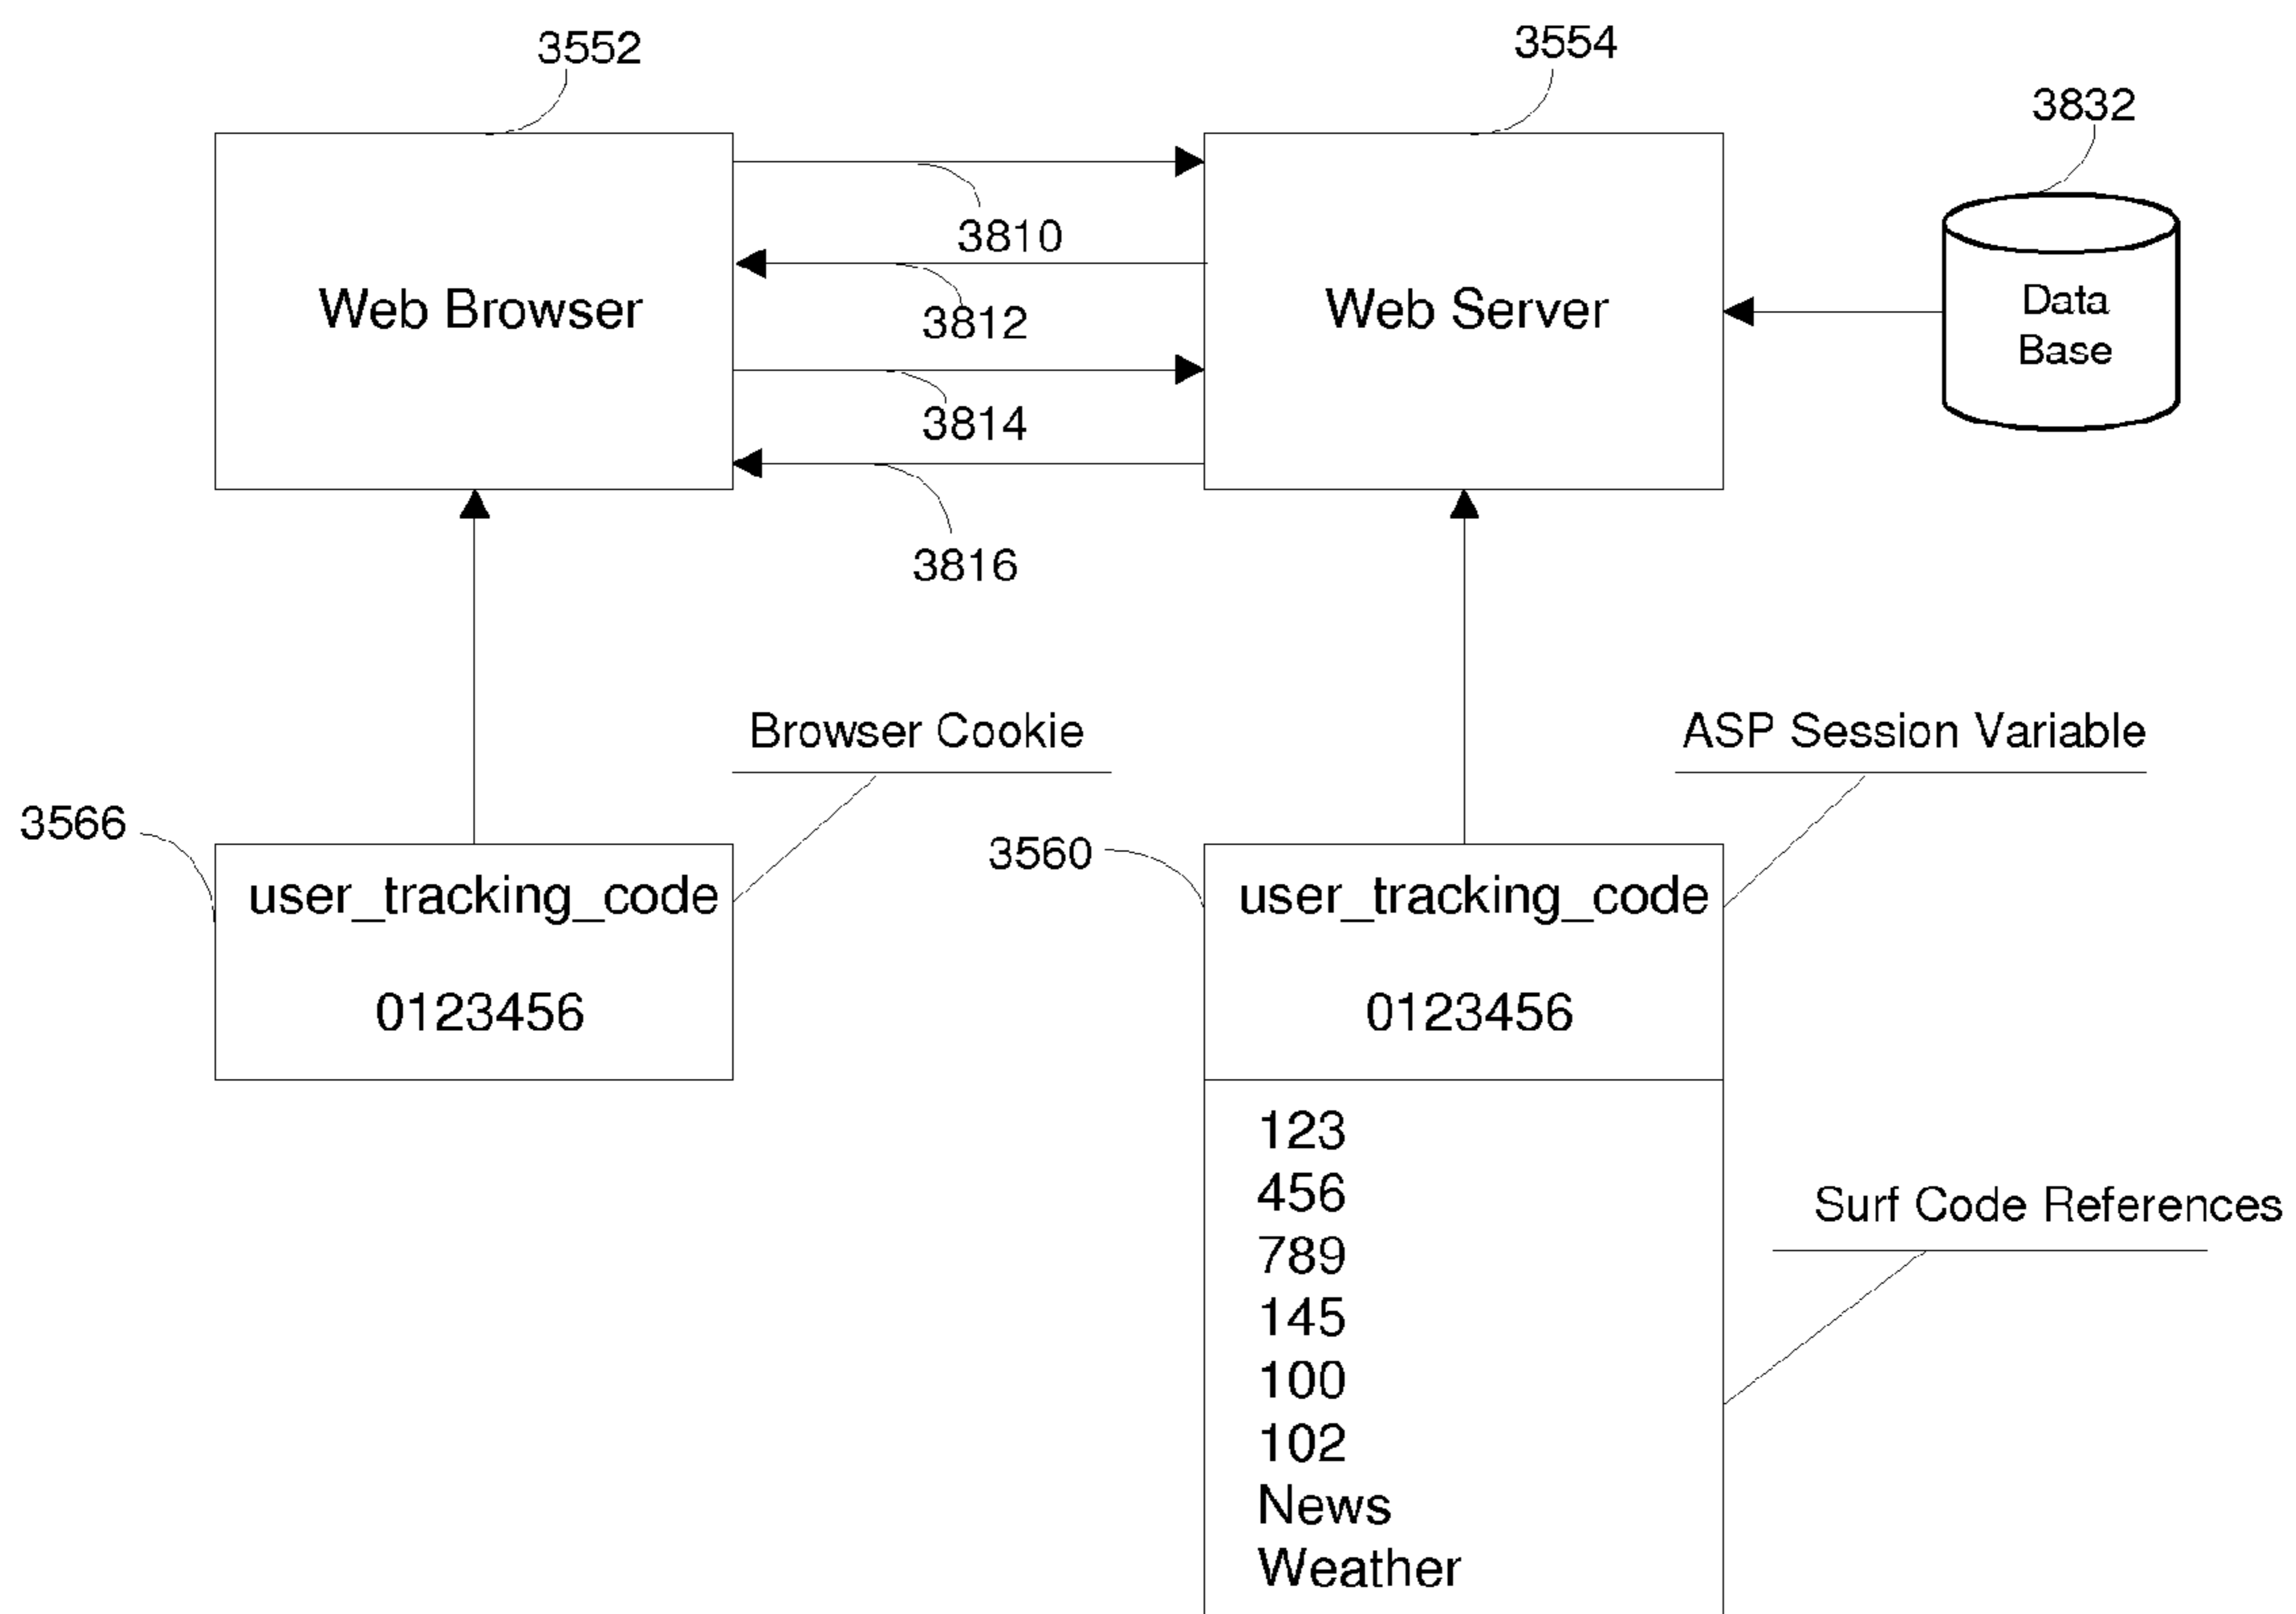 3552
3554
3832
3810
Web Browser
3812
Web Server
Data
Base
3814
3816
Browser Cookie
ASP Session Variable
3566
3560
user_tracking_code
0123456
user_tracking_code
0123456
123
456
789
145
100
102
News
Weather
Surf Code References